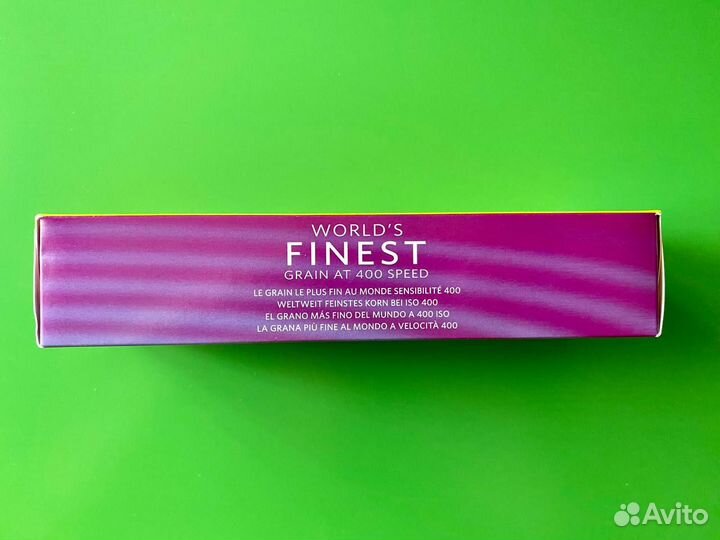 WORLD'S
FINEST
GRAIN AT 400 SPEED
LE GRAIN LE PLUS FIN AU MONDE SENSIBILITÉ 400
WELTWEIT FEINSTES KORN BEI ISO 400
EL GRANO MÁS FINO DEL MUNDO A 400 ISO
LA GRANA PIÙ FINE AL MONDO A VELOCITÀ 400
Avito